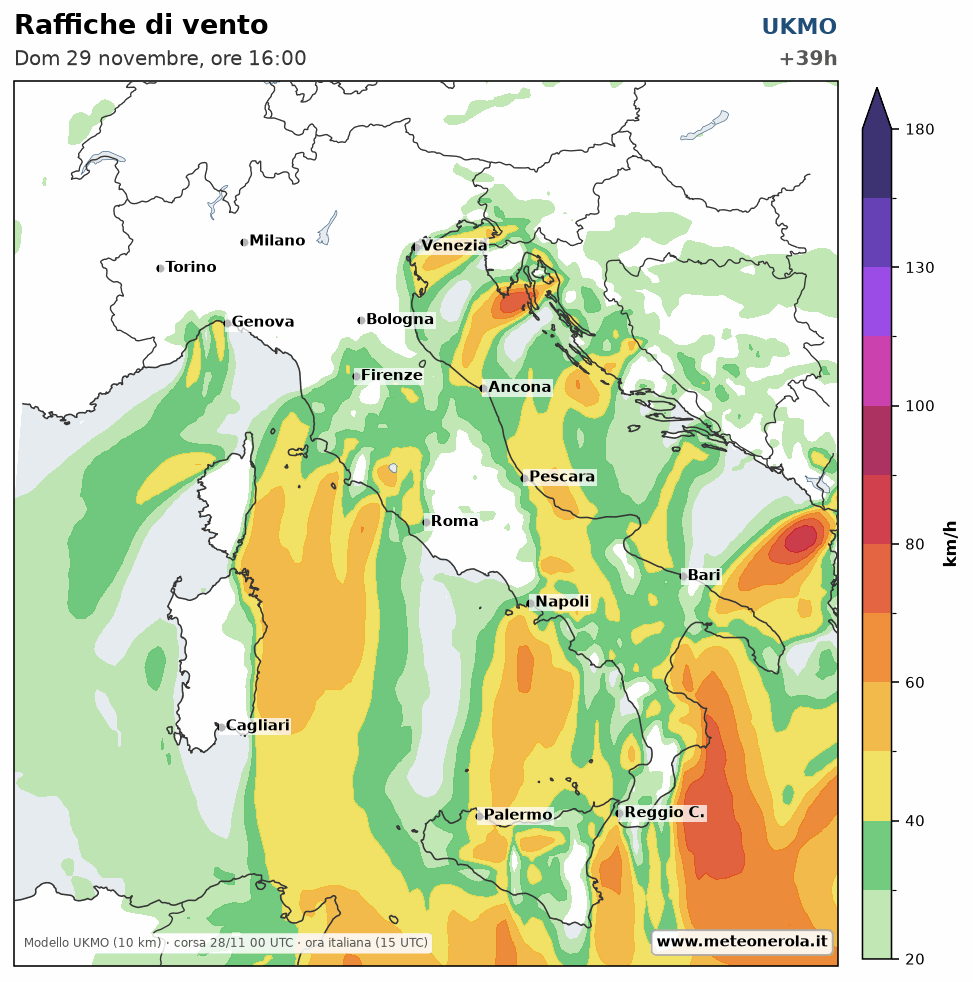 Raffiche di vento
UKMO
Dom 29 novembre, ore 16:00
+39h
180
130
100
80
60
40
20
km/h
Venezia
Milano
Torino
Genova
Bologna
Firenze
Ancona
Pescara
Roma
Bari
Napoli
Cagliari
Palermo
Reggio C.
Modello UKMO (10 km) · corsa 28/11 00 UTC · ora italiana (15 UTC)
www.meteonerola.it